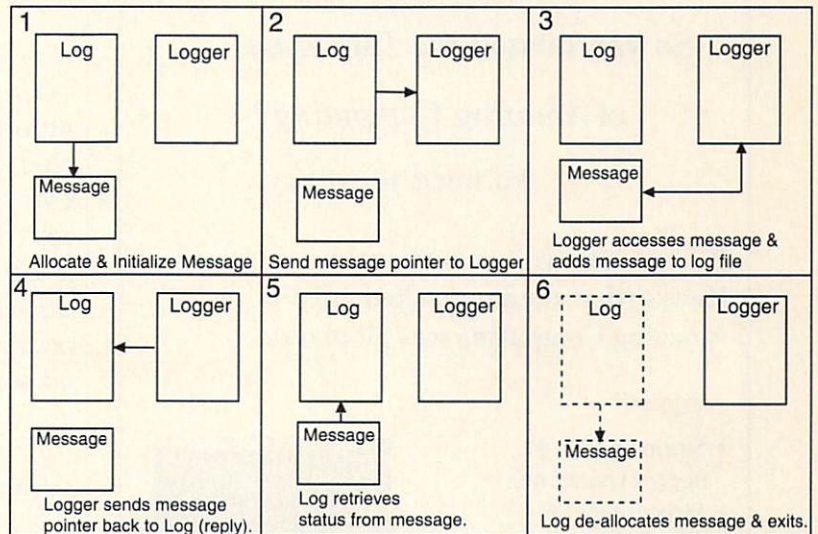 1
Log
Logger
Message
Allocate & Initialize Message
2
Log
Logger
Message
Send message pointer to Logger
3
Log
Logger
Message
Logger accesses message &
adds message to log file
4
Log
Logger
Message
Logger sends message
pointer back to Log (reply).
5
Log
Logger
Message
Log retrieves
status from message.
6
Log
Logger
Message
Log de-allocates message & exits.